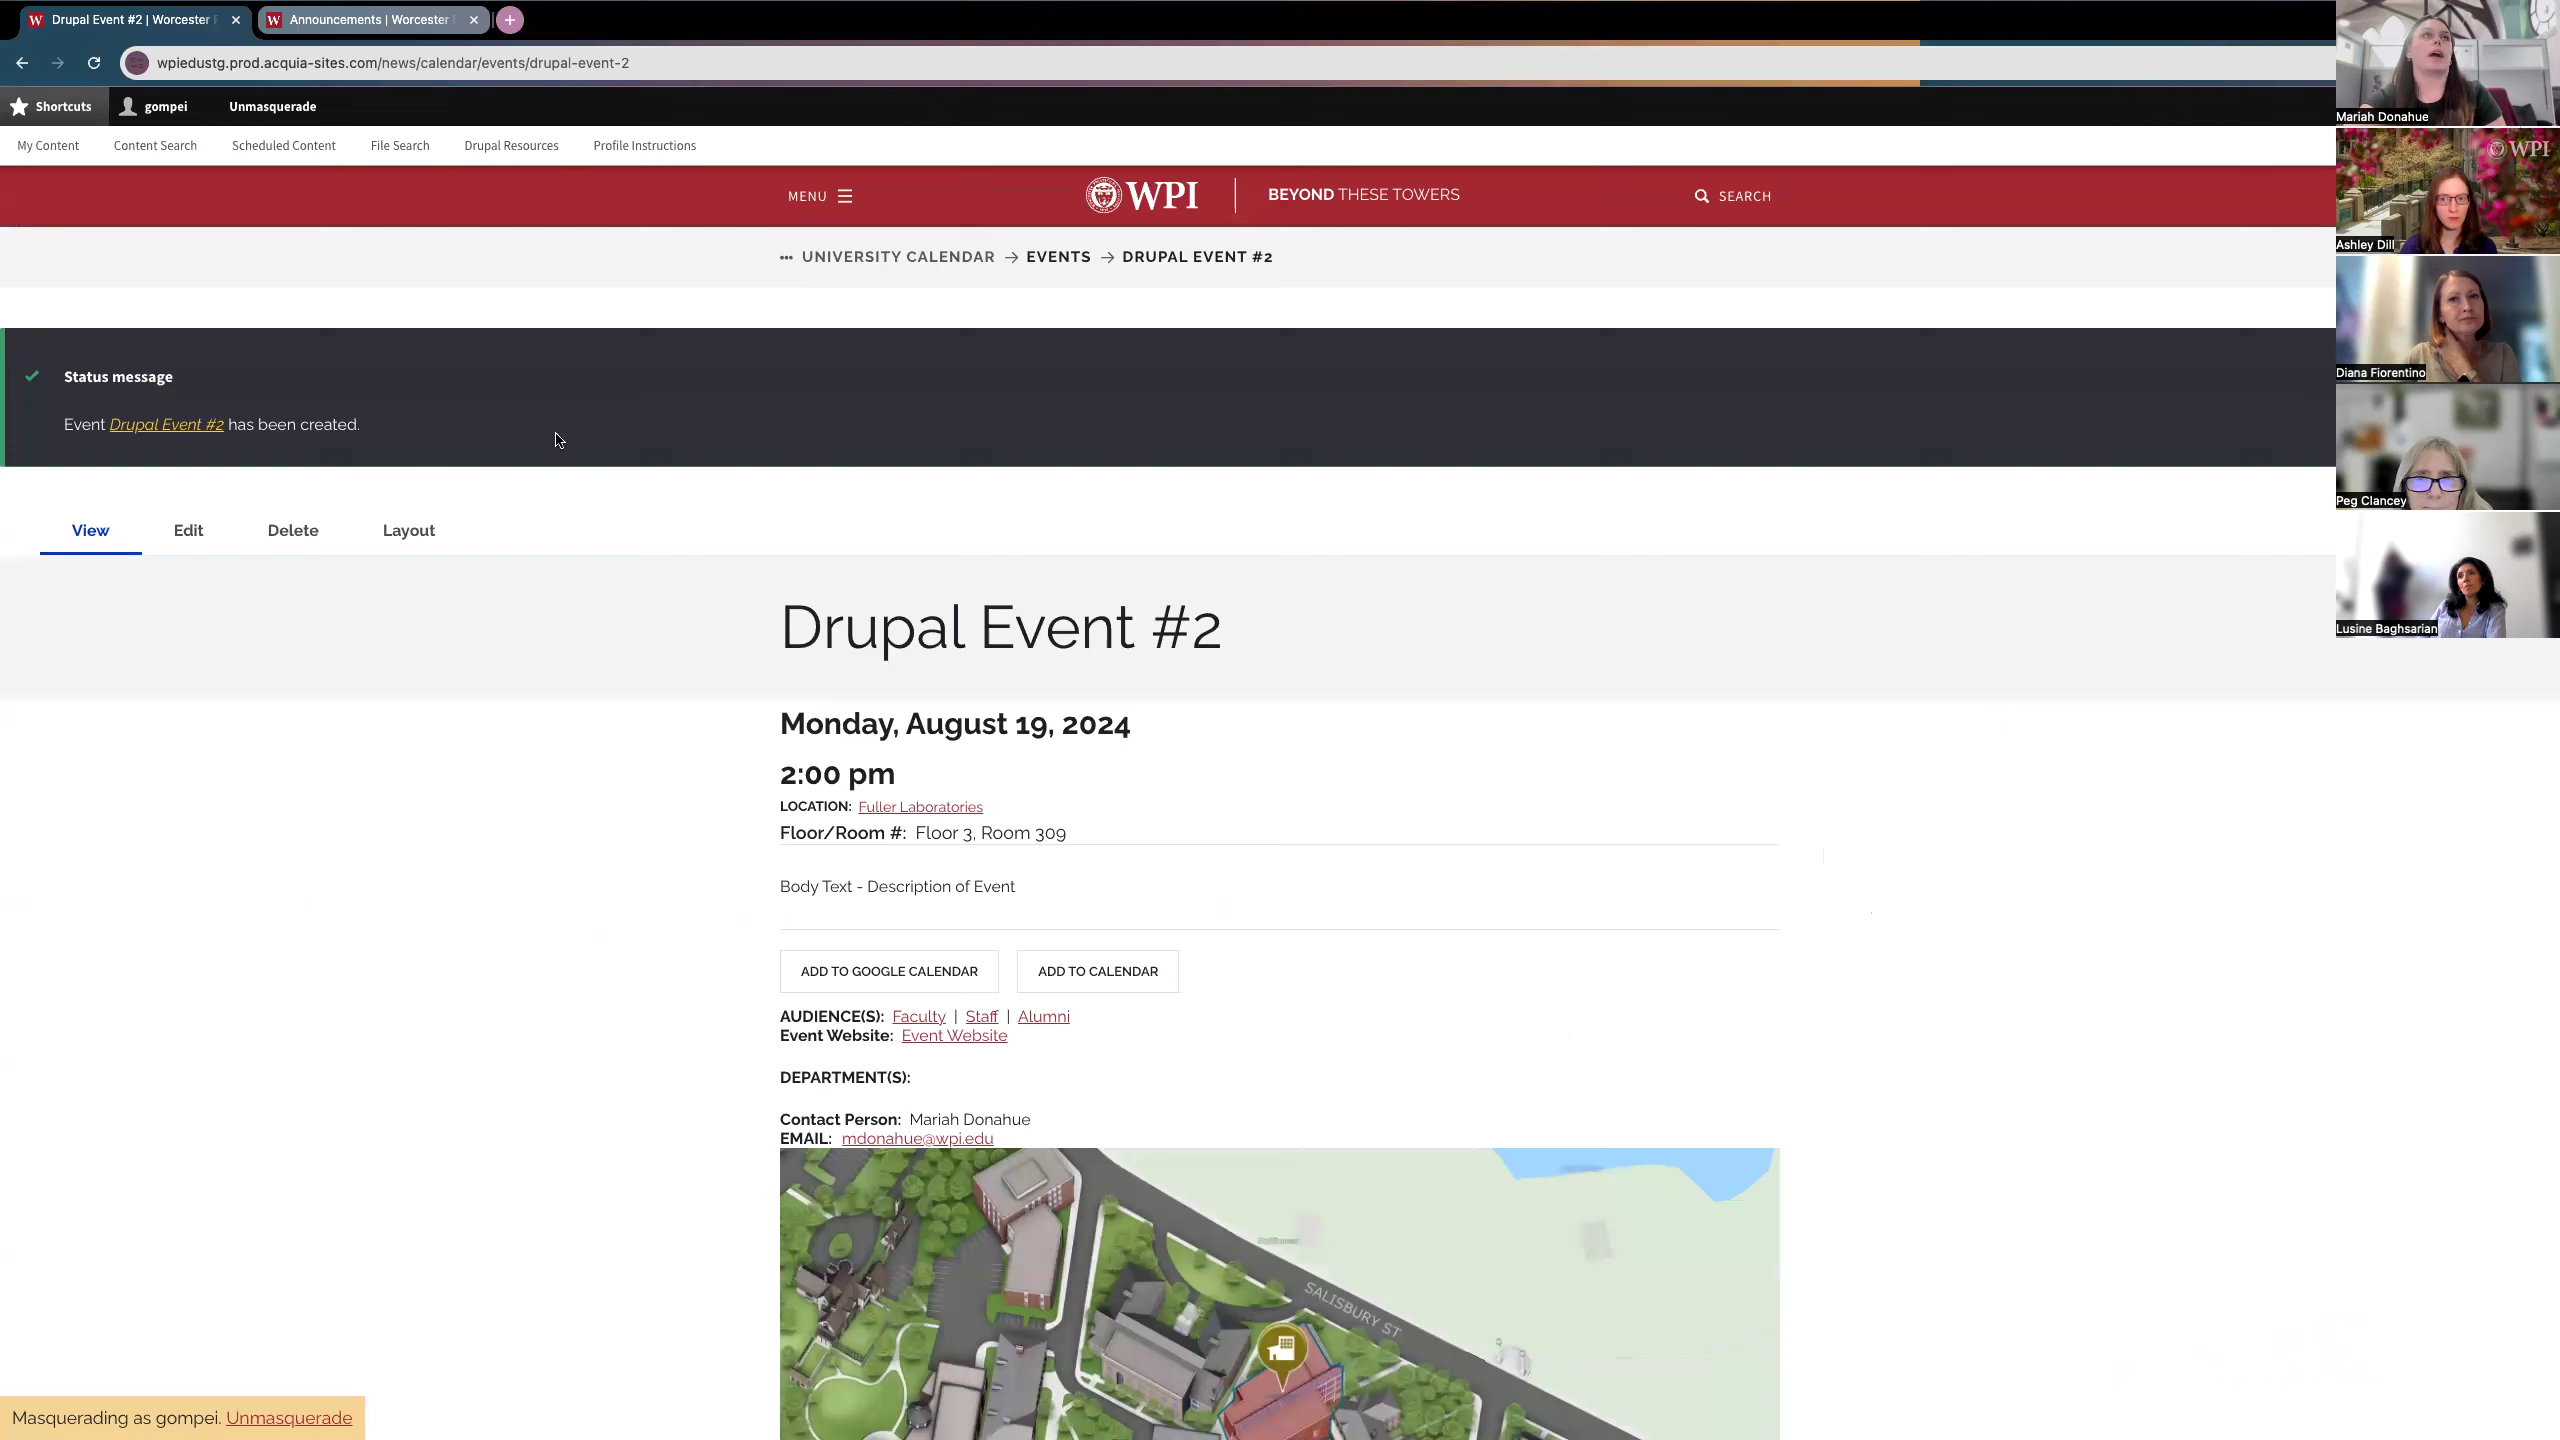 Drupal Event #2 | Worcester
Announcements | Worcester
wpiedustg.prod.acquia-sites.com/news/calendar/events/drupal-event-2
Shortcuts gompei Unmasquerade
My Content Content Search Scheduled Content File Search Drupal Resources Profile Instructions
MENU WPI BEYOND THESE TOWERS SEARCH
••• UNIVERSITY CALENDAR → EVENTS → DRUPAL EVENT #2
Status message
Event Drupal Event #2 has been created.
View Edit Delete Layout
Drupal Event #2
Monday, August 19, 2024
2:00 pm
LOCATION: Fuller Laboratories
Floor/Room #: Floor 3, Room 309
Body Text - Description of Event
ADD TO GOOGLE CALENDAR ADD TO CALENDAR
AUDIENCE(S): Faculty | Staff | Alumni
Event Website: Event Website
DEPARTMENT(S):
Contact Person: Mariah Donahue
EMAIL: mdonahue@wpi.edu
SALISBURY ST
Masquerading as gompei. Unmasquerade
Mariah Donahue
WPI
Ashley Dill
Diana Fiorentino
Peg Clancey
Lusine Baghsarian